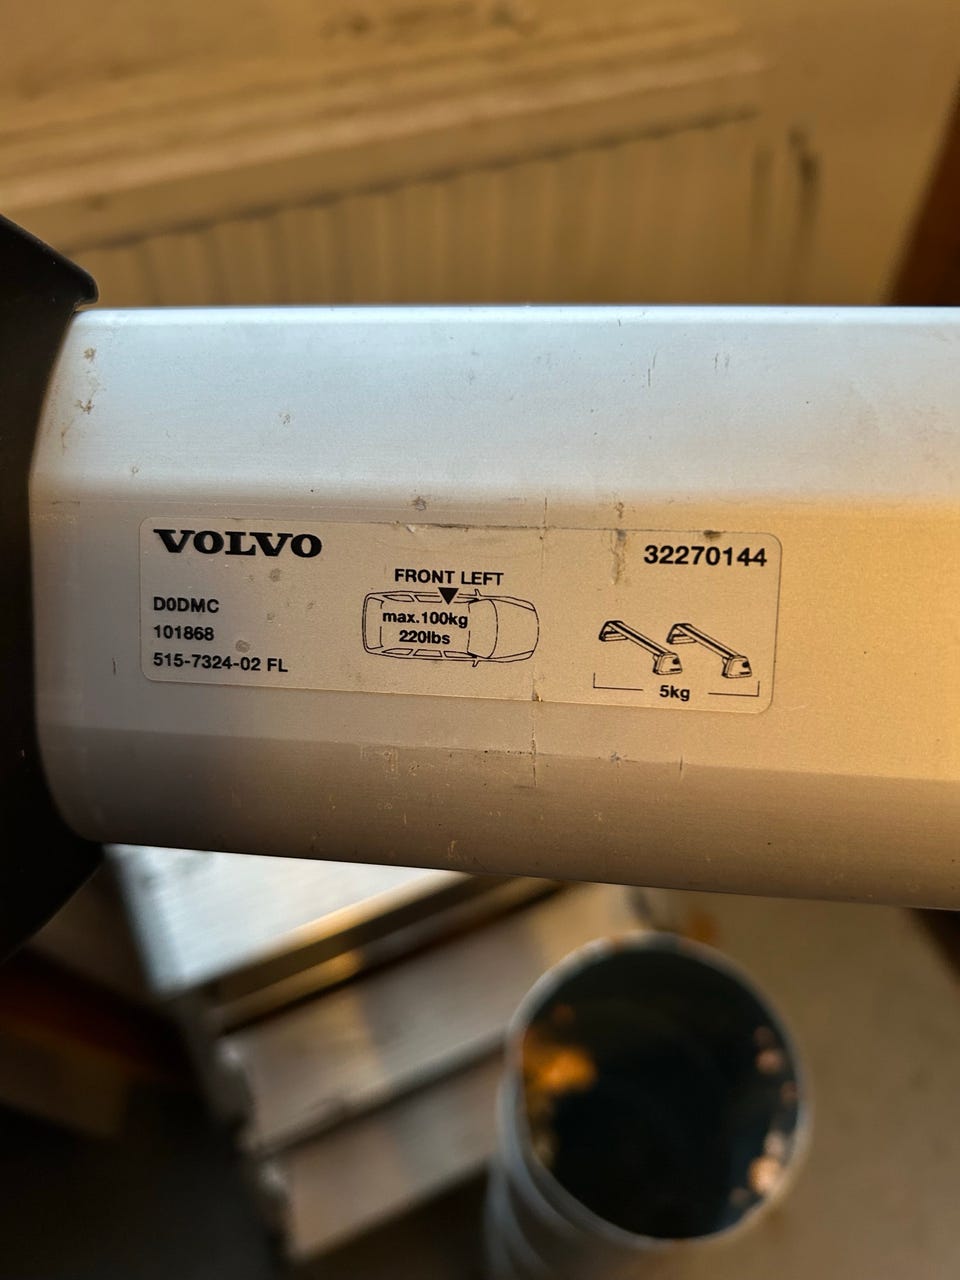 VOLVO
32270144
FRONT LEFT
D0DMC
101868
515-7324-02 FL
max.100kg
220lbs
5kg